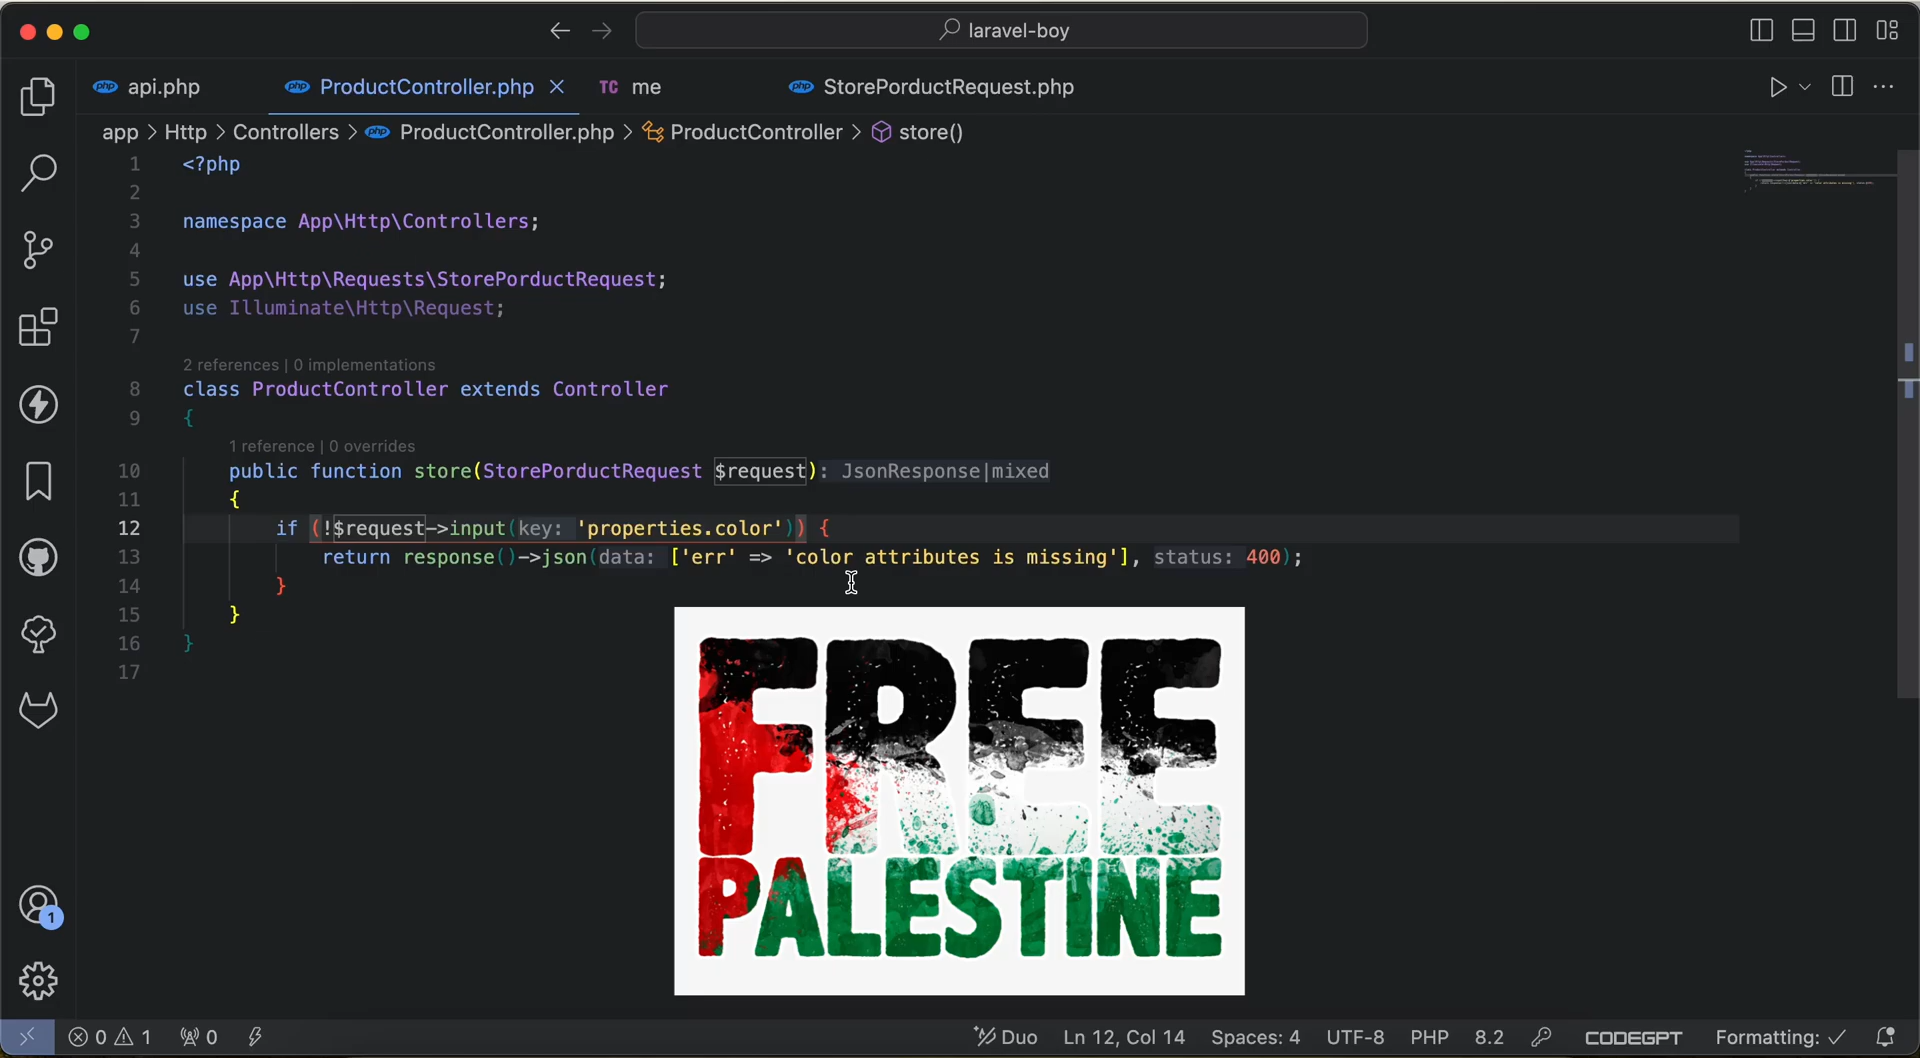 laravel-boy
php api.php
php ProductController.php
TC me
php StorePorductRequest.php
app > Http > Controllers > php ProductController.php > ProductController > store()
1 <?php
2
3 namespace App\Http\Controllers;
4
5 use App\Http\Requests\StorePorductRequest;
6 use Illuminate\Http\Request;
7
2 references | 0 implementations
8 class ProductController extends Controller
9 {
1 reference | 0 overrides
10 public function store(StorePorductRequest $request): JsonResponse|mixed
11 {
12 if (!$request->input(key: 'properties.color')) {
13 return response()->json(data: ['err' => 'color attributes is missing'], status: 400);
14 }
15 }
16 }
17
FREE
PALESTINE
1
0 1 0
Duo Ln 12, Col 14 Spaces: 4 UTF-8 PHP 8.2 CODEGPT Formatting: ✓